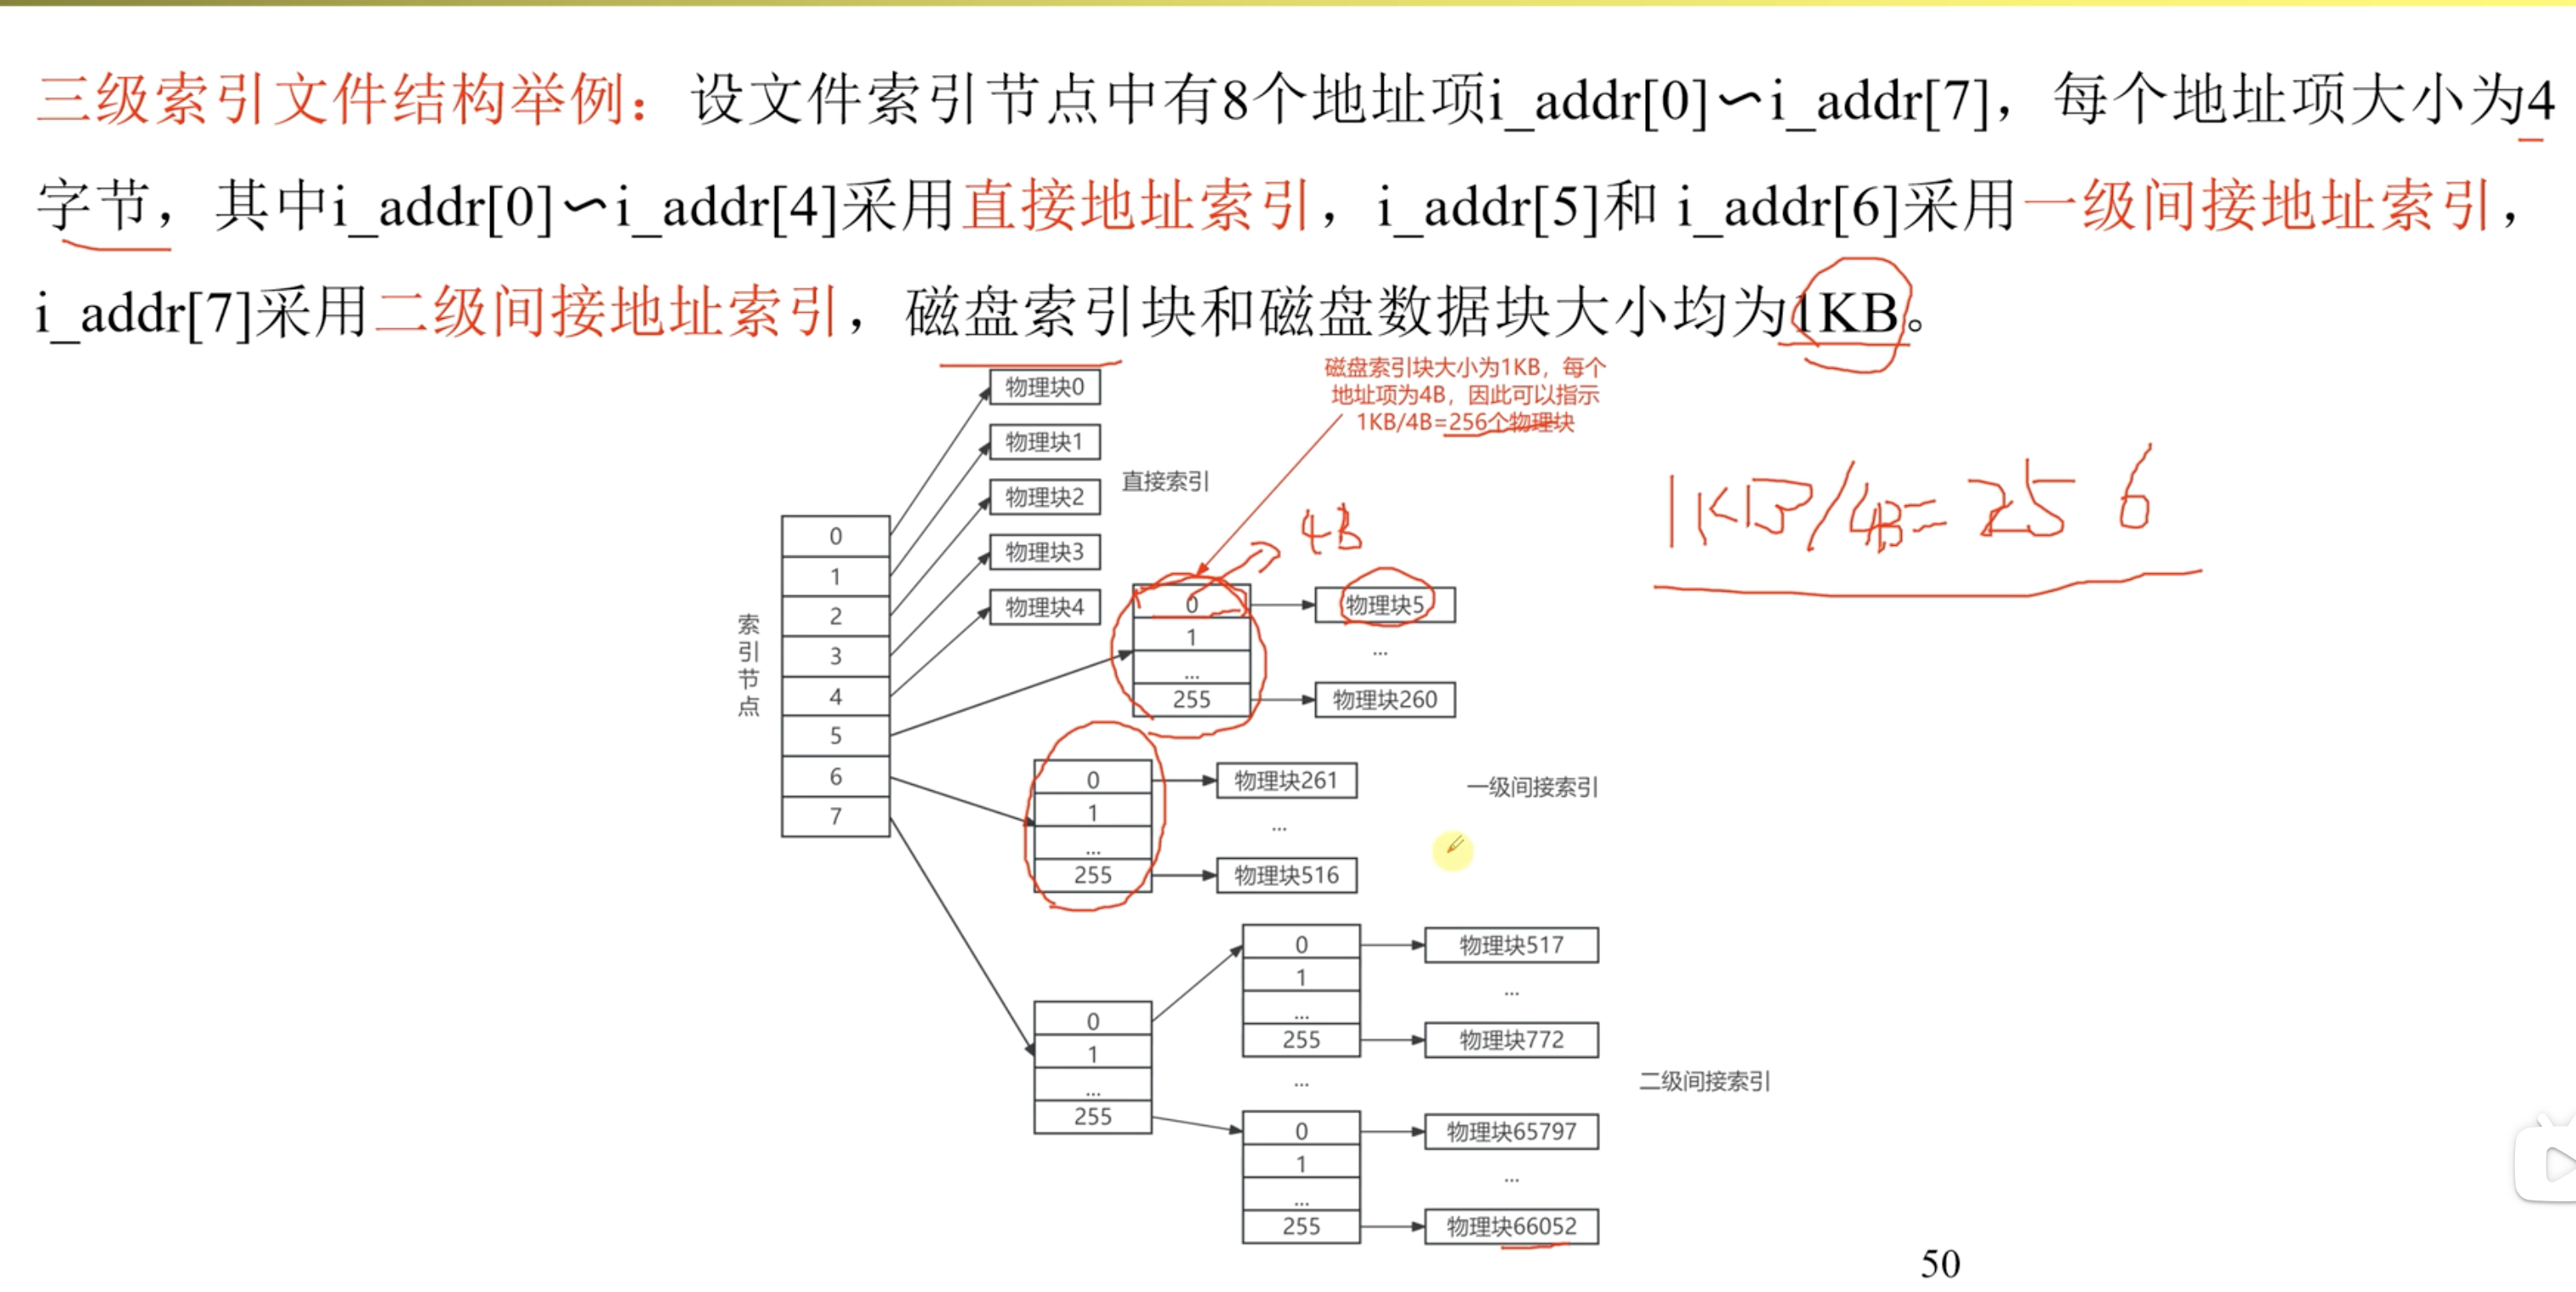 三级索引文件结构举例：设文件索引节点中有8个地址项i_addr[0]～i_addr[7]，每个地址项大小为4
字节，其中i_addr[0]～i_addr[4]采用直接地址索引，i_addr[5]和 i_addr[6]采用一级间接地址索引，
i_addr[7]采用二级间接地址索引，磁盘索引块和磁盘数据块大小均为1KB。
磁盘索引块大小为1KB，每个
地址项为4B，因此可以指示
1KB/4B=256个物理块
物理块0
物理块1
物理块2
物理块3
物理块4
直接索引
1KB/4B=256
4B
索引节点
0
1
2
3
4
5
6
7
0
1
...
255
物理块5
...
物理块260
0
1
...
255
物理块261
...
物理块516
一级间接索引
0
1
...
255
0
1
...
255
物理块517
...
物理块772
...
二级间接索引
0
1
...
255
物理块65797
...
物理块66052
50